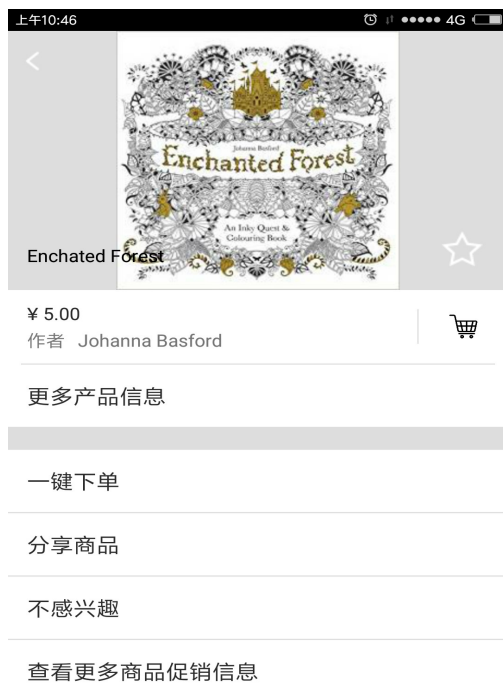 上午10:46
4G
Johanna Basford
Enchanted Forest
An Inky Quest &
Colouring Book
Enchated Forest
¥ 5.00
作者 Johanna Basford
更多产品信息
一键下单
分享商品
不感兴趣
查看更多商品促销信息